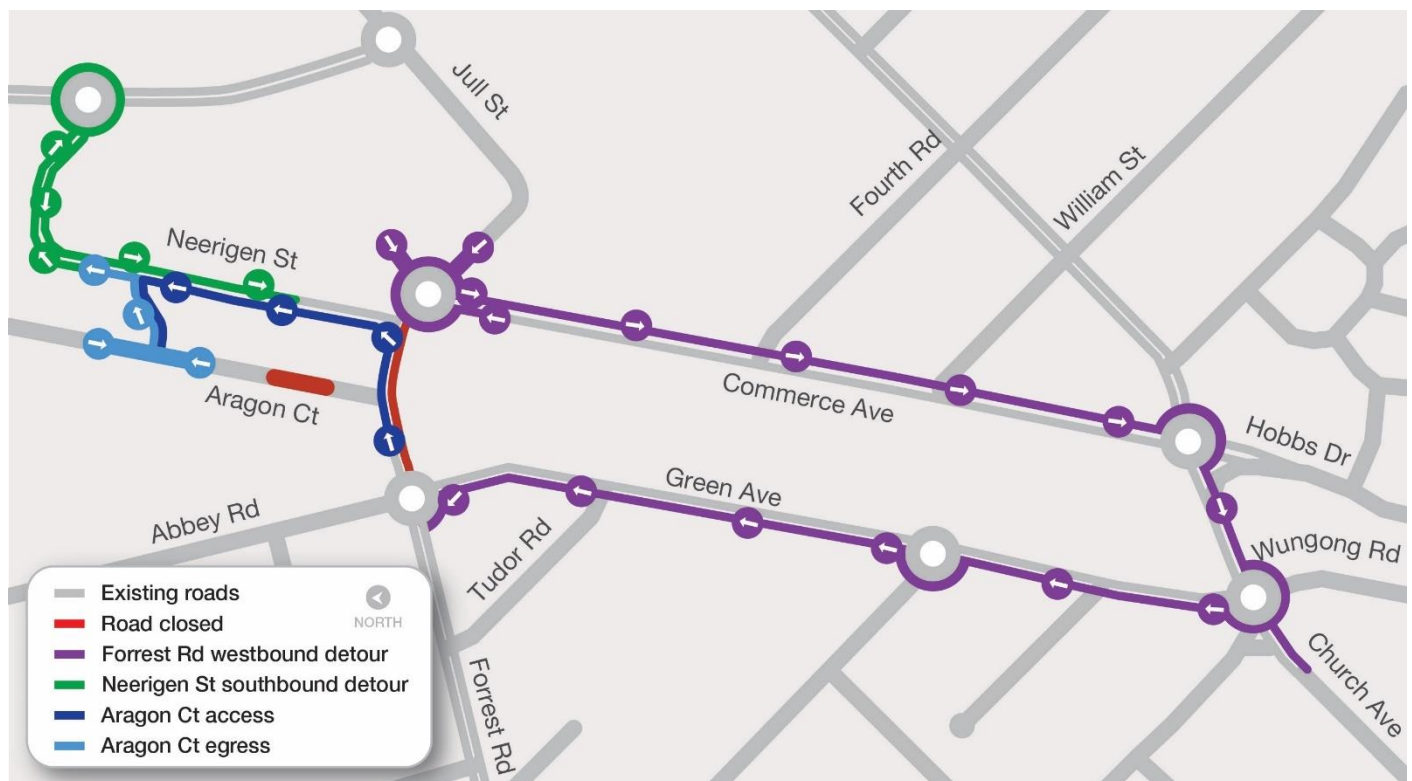 Jull St
Fourth Rd
William St
Neerigen St
Commerce Ave
Aragon Ct
Hobbs Dr
Green Ave
Abbey Rd
Tudor Rd
Wungong Rd
Church Ave
Forrest Rd
Existing roads
NORTH
Road closed
Forrest Rd westbound detour
Neerigen St southbound detour
Aragon Ct access
Aragon Ct egress